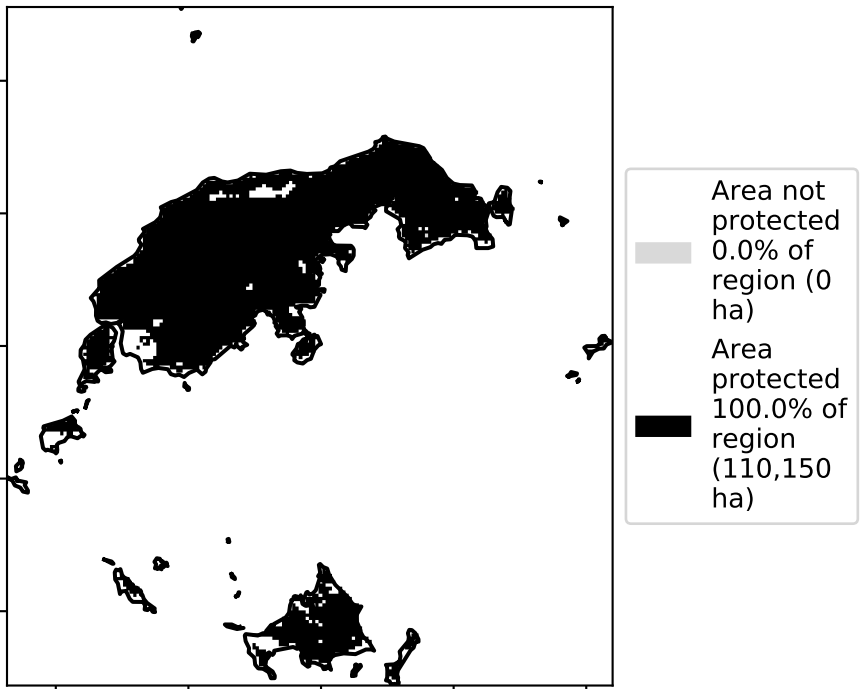 Area not
protected
0.0% of
region (0
ha)
Area
protected
100.0% of
region
(110,150
ha)